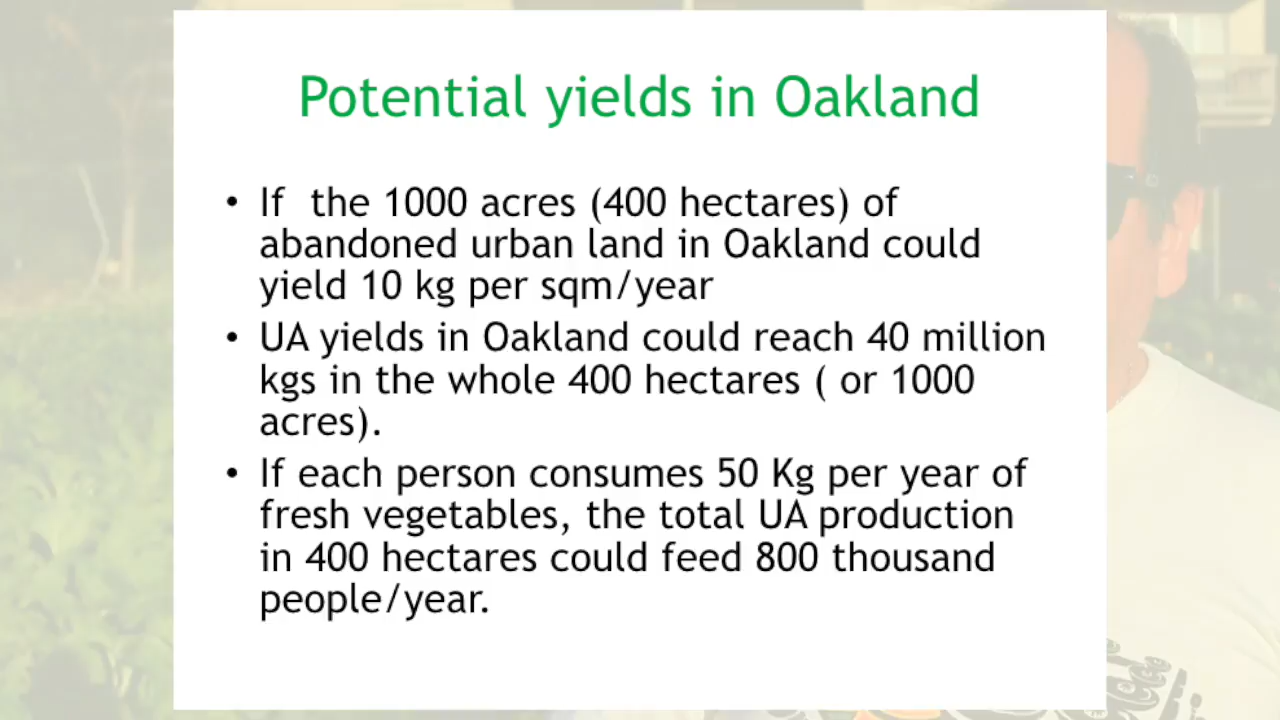 Potential yields in Oakland
• If  the 1000 acres (400 hectares) of
abandoned urban land in Oakland could
yield 10 kg per sqm/year
• UA yields in Oakland could reach 40 million
kgs in the whole 400 hectares ( or 1000
acres).
• If each person consumes 50 Kg per year of
fresh vegetables, the total UA production
in 400 hectares could feed 800 thousand
people/year.